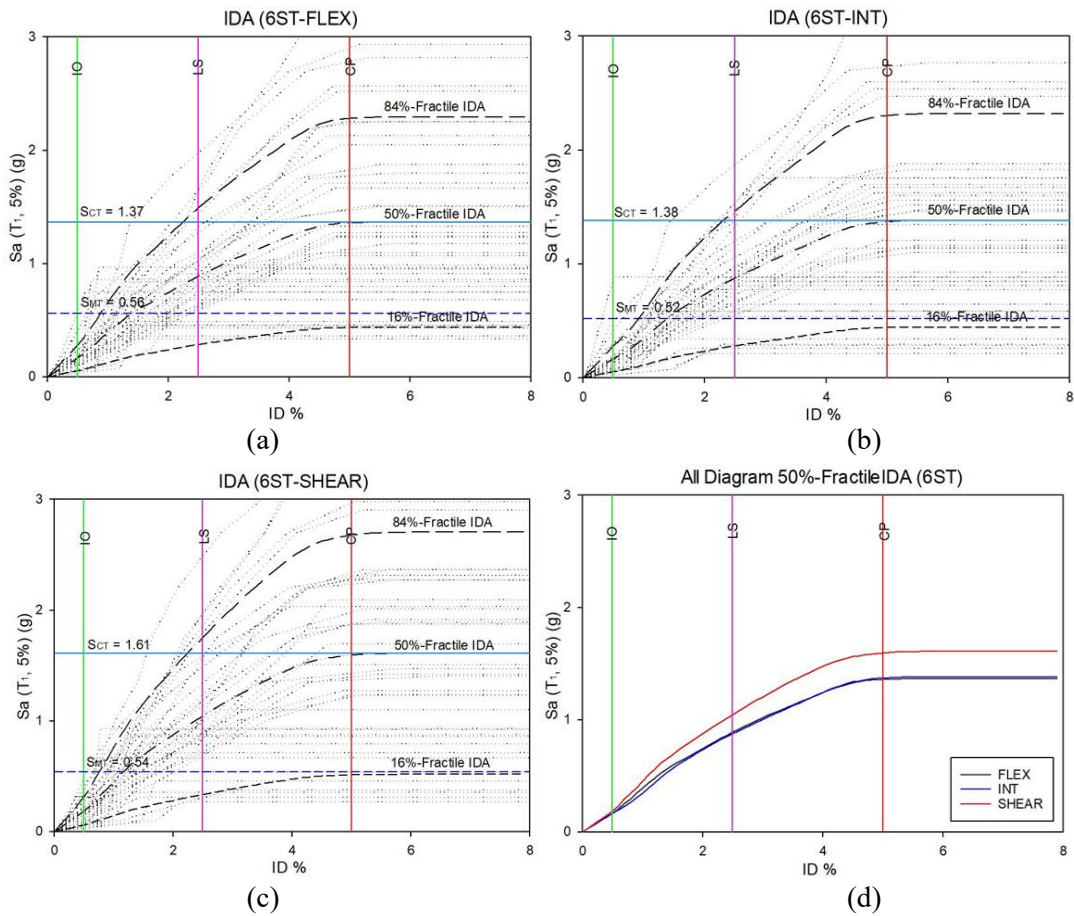 IDA (6ST-FLEX)
3
2
1
0
Sa (T1, 5%) (g)
IO
LS
CP
84%-Fractile IDA
SCT = 1.37
50%-Fractile IDA
SMT = 0.56
16%-Fractile IDA
0 2 4 6 8
ID %
(a)
IDA (6ST-INT)
3
2
1
0
Sa (T1, 5%) (g)
IO
LS
CP
84%-Fractile IDA
SCT = 1.38
50%-Fractile IDA
SMT = 0.52
16%-Fractile IDA
0 2 4 6 8
ID %
(b)
IDA (6ST-SHEAR)
3
2
1
0
Sa (T1, 5%) (g)
IO
LS
CP
84%-Fractile IDA
SCT = 1.61
50%-Fractile IDA
SMT = 0.54
16%-Fractile IDA
0 2 4 6 8
ID %
(c)
All Diagram 50%-FractileIDA (6ST)
3
2
1
0
Sa (T1, 5%) (g)
IO
LS
CP
FLEX
INT
SHEAR
0 2 4 6 8
ID %
(d)